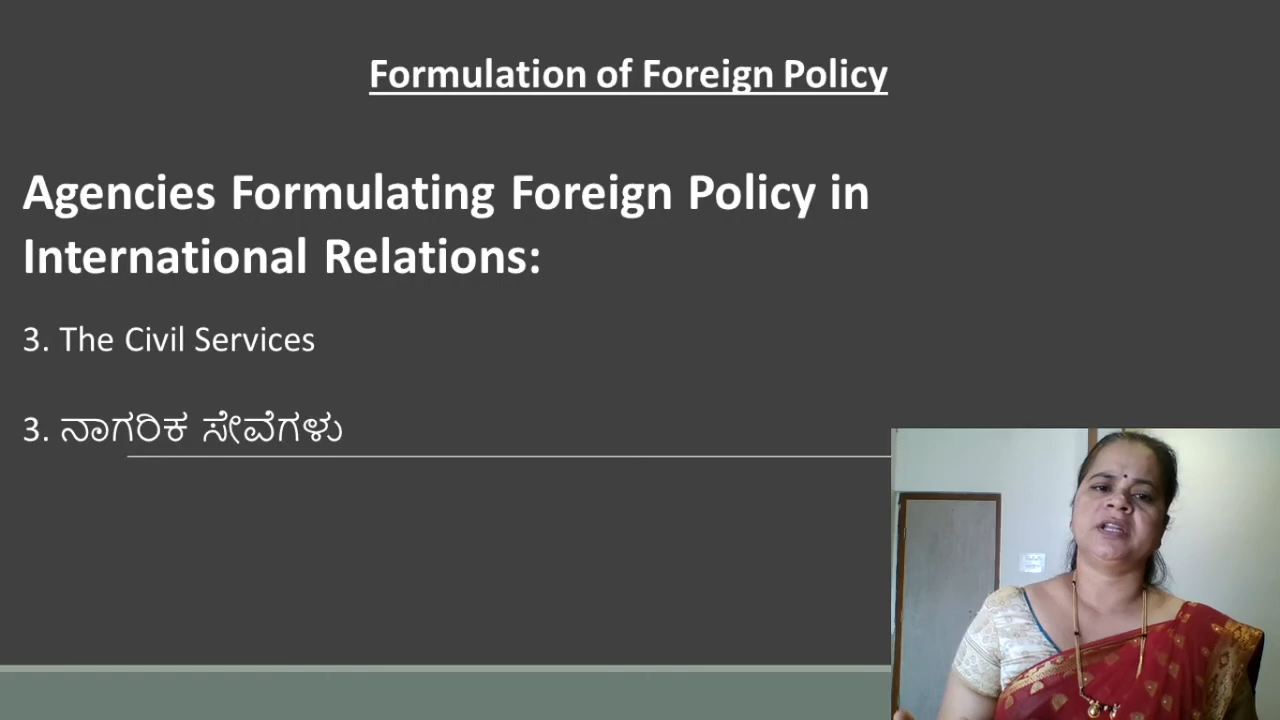 Formulation of Foreign Policy
Agencies Formulating Foreign Policy in
International Relations:
3. The Civil Services
3. ನಾಗರಿಕ ಸೇವೆಗಳು